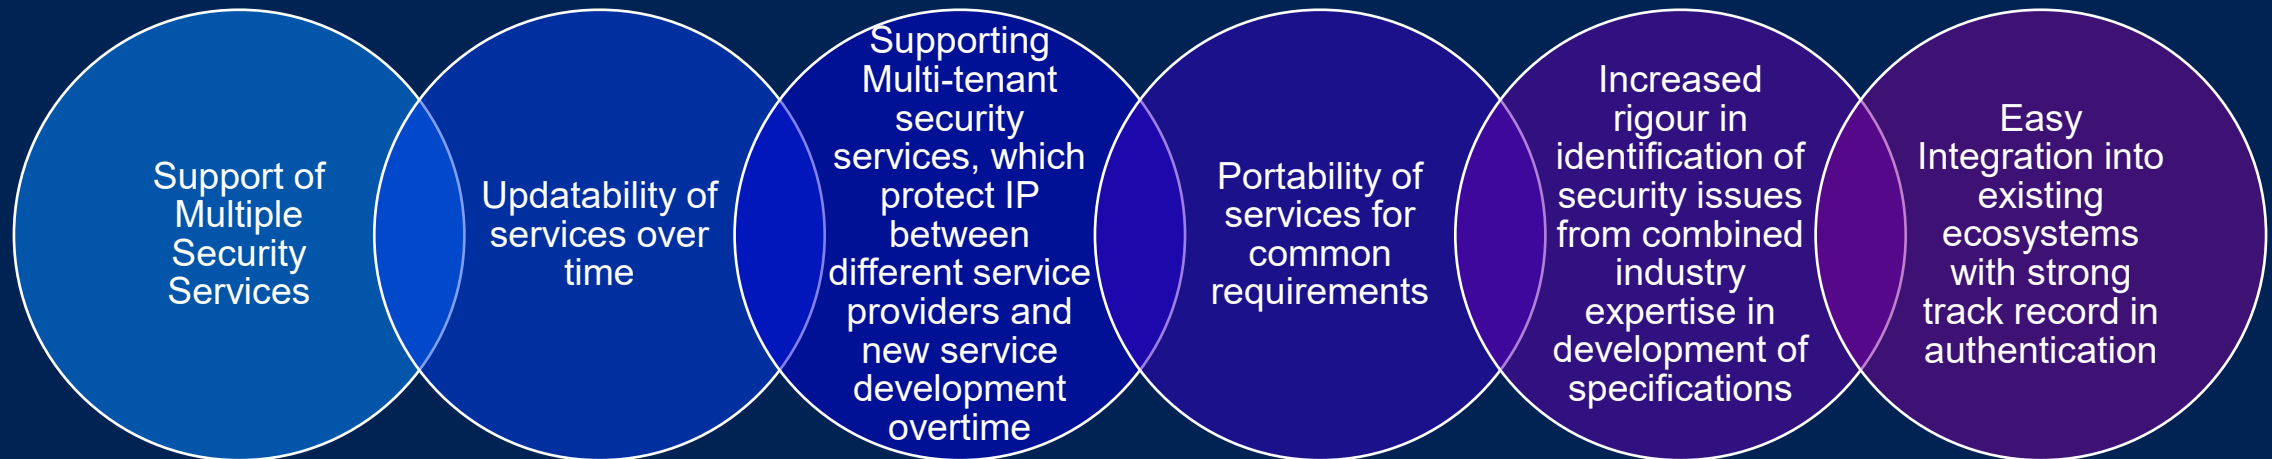 Support of
Multiple
Security
Services
Updatability of
services over
time
Supporting
Multi-tenant
security
services, which
protect IP
between
different service
providers and
new service
development
overtime
Portability of
services for
common
requirements
Increased
rigour in
identification of
security issues
from combined
industry
expertise in
development of
specifications
Easy
Integration into
existing
ecosystems
with strong
track record in
authentication